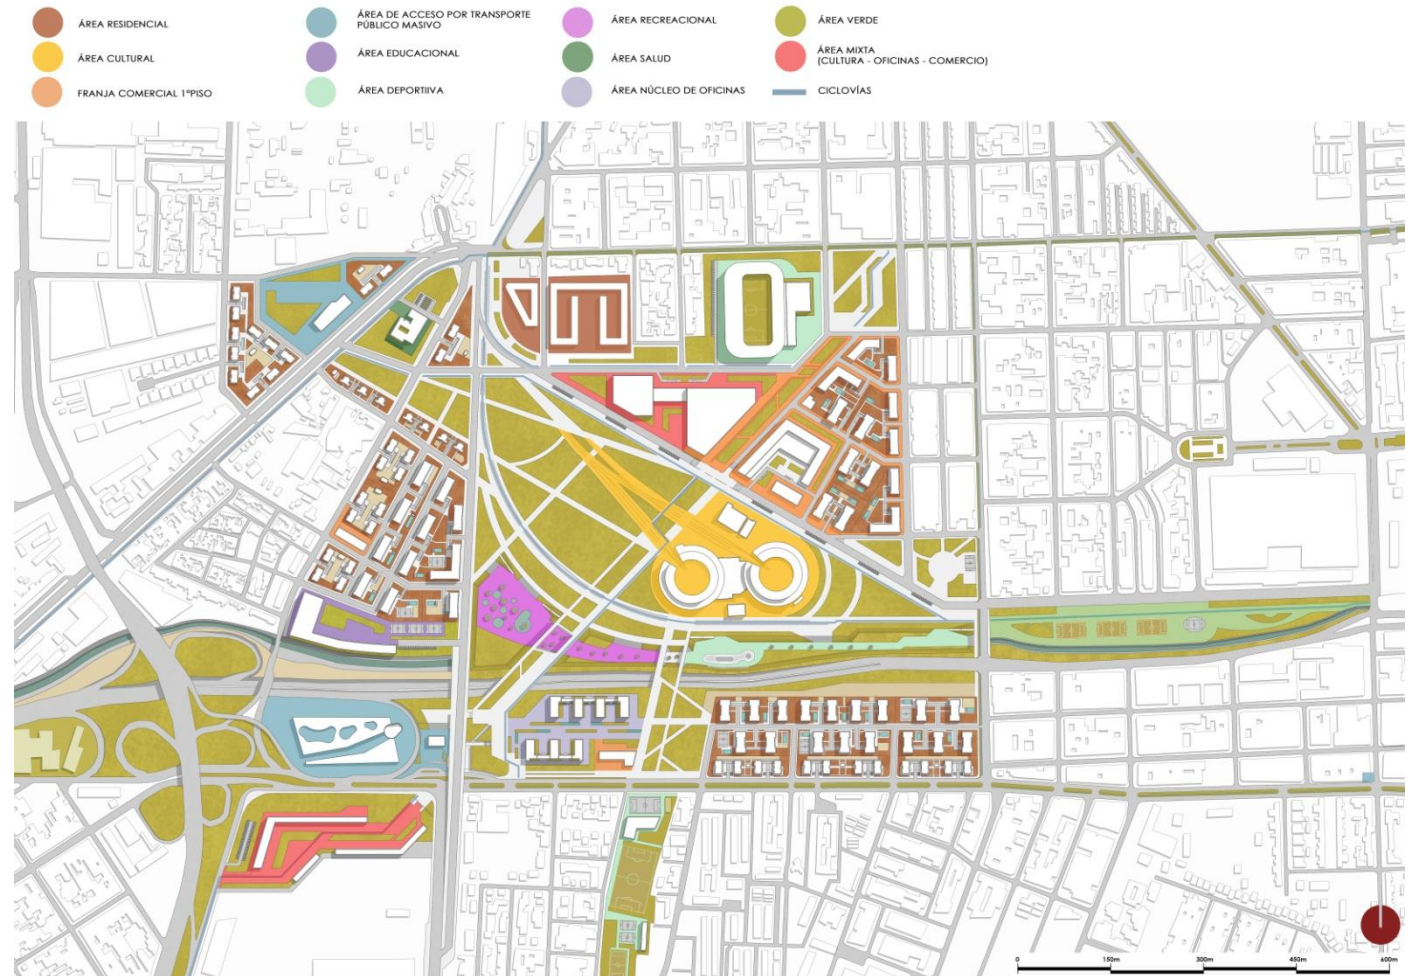 ÁREA RESIDENCIAL
ÁREA CULTURAL
FRANJA COMERCIAL 1ºPISO
ÁREA DE ACCESO POR TRANSPORTE
PÚBLICO MASIVO
ÁREA EDUCACIONAL
ÁREA DEPORTIIVA
ÁREA RECREACIONAL
ÁREA SALUD
ÁREA NÚCLEO DE OFICINAS
ÁREA VERDE
ÁREA MIXTA
(CULTURA - OFICINAS - COMERCIO)
CICLOVÍAS
0 150m 300m 450m 600m